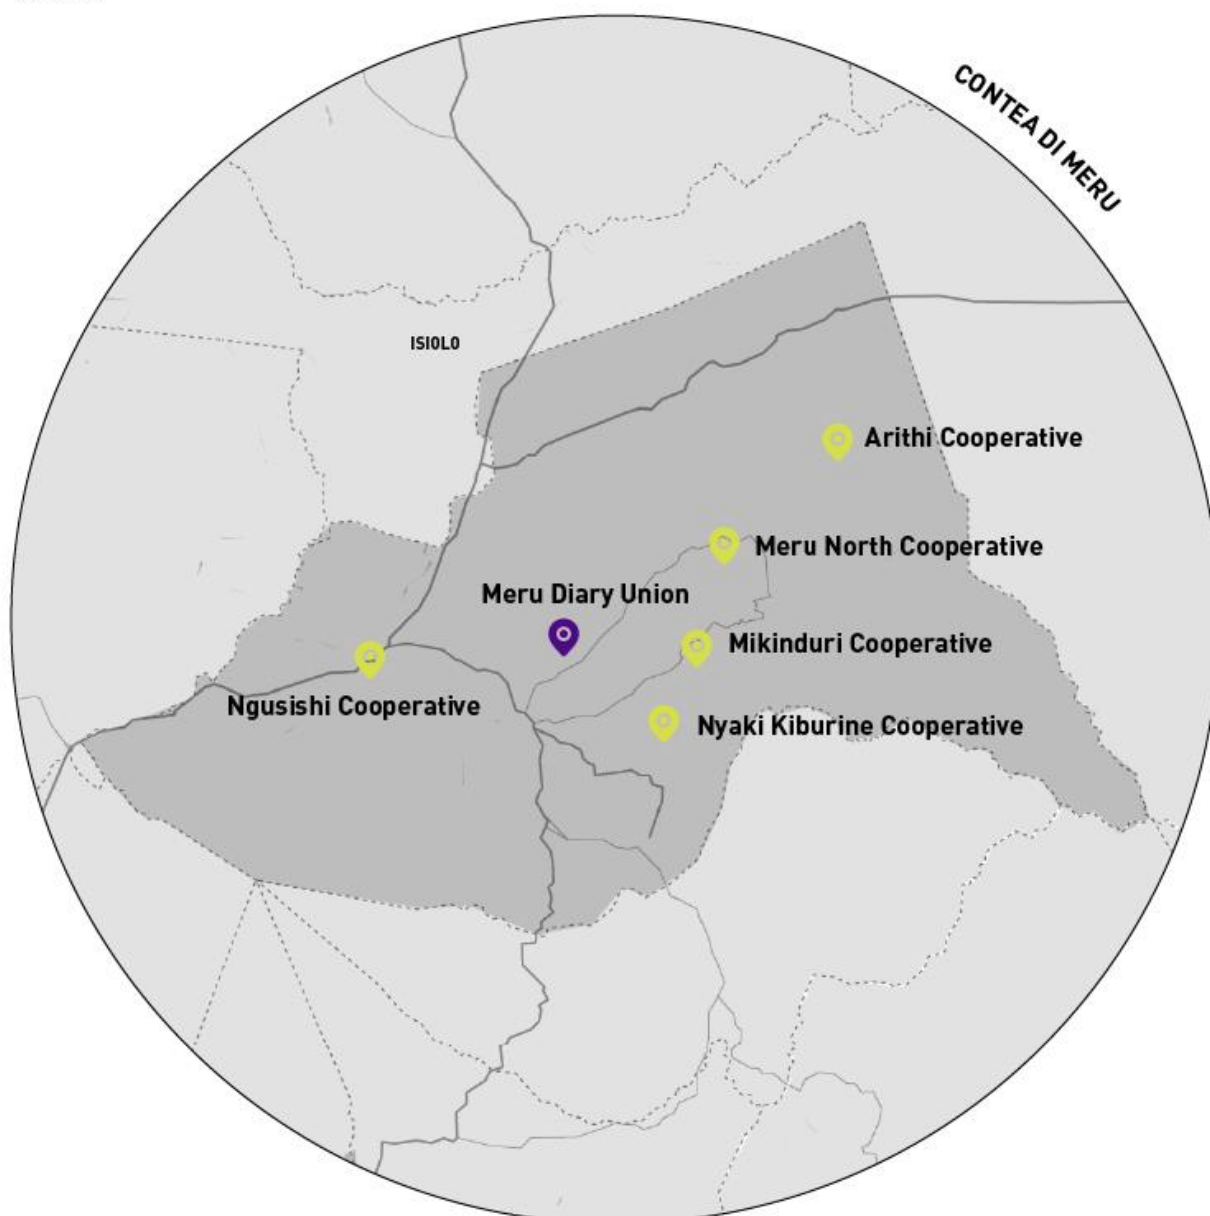 CONTEA DI MERU
ISIOLO
Arithi Cooperative
Meru North Cooperative
Meru Diary Union
Mikinduri Cooperative
Ngusishi Cooperative
Nyaki Kiburine Cooperative